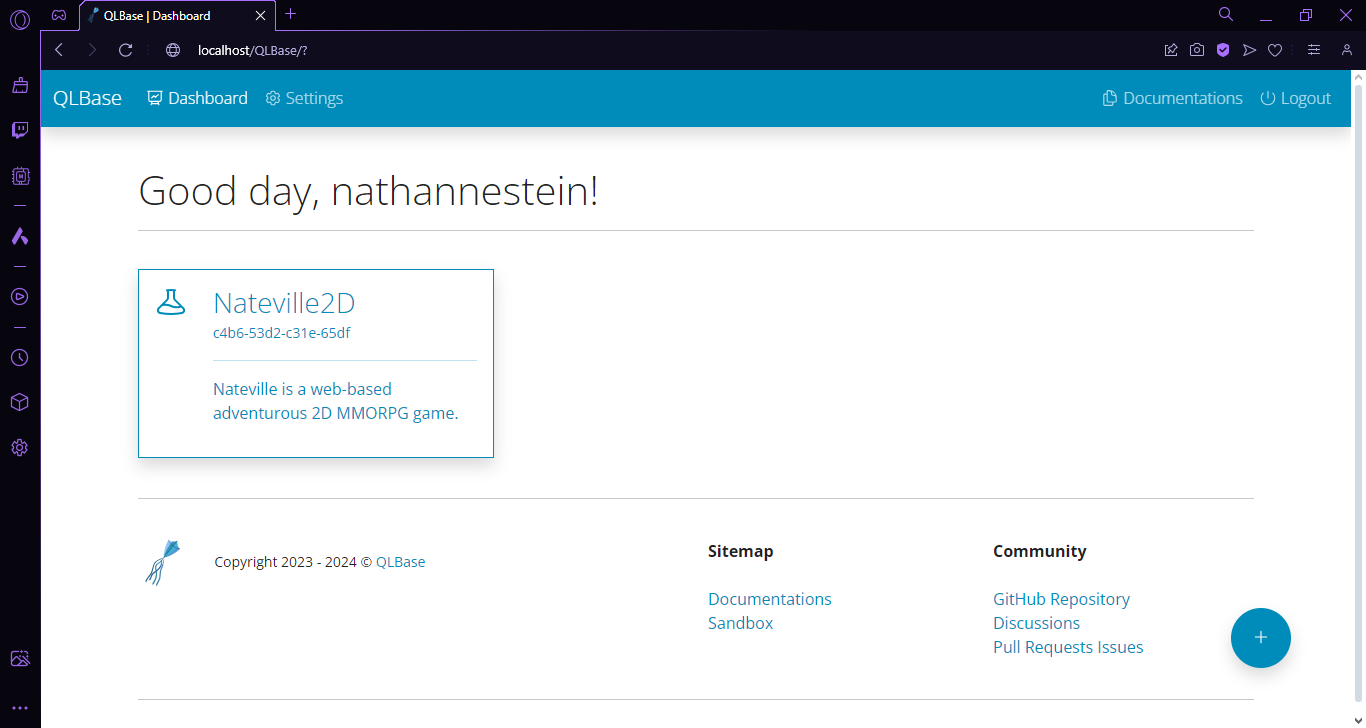 QLBase | Dashboard
localhost/QLBase/?
QLBase Dashboard Settings Documentations Logout
Good day, nathannestein!
Nateville2D
c4b6-53d2-c31e-65df
Nateville is a web-based
adventurous 2D MMORPG game.
Copyright 2023 - 2024 © QLBase
Sitemap
Documentations
Sandbox
Community
GitHub Repository
Discussions
Pull Requests Issues